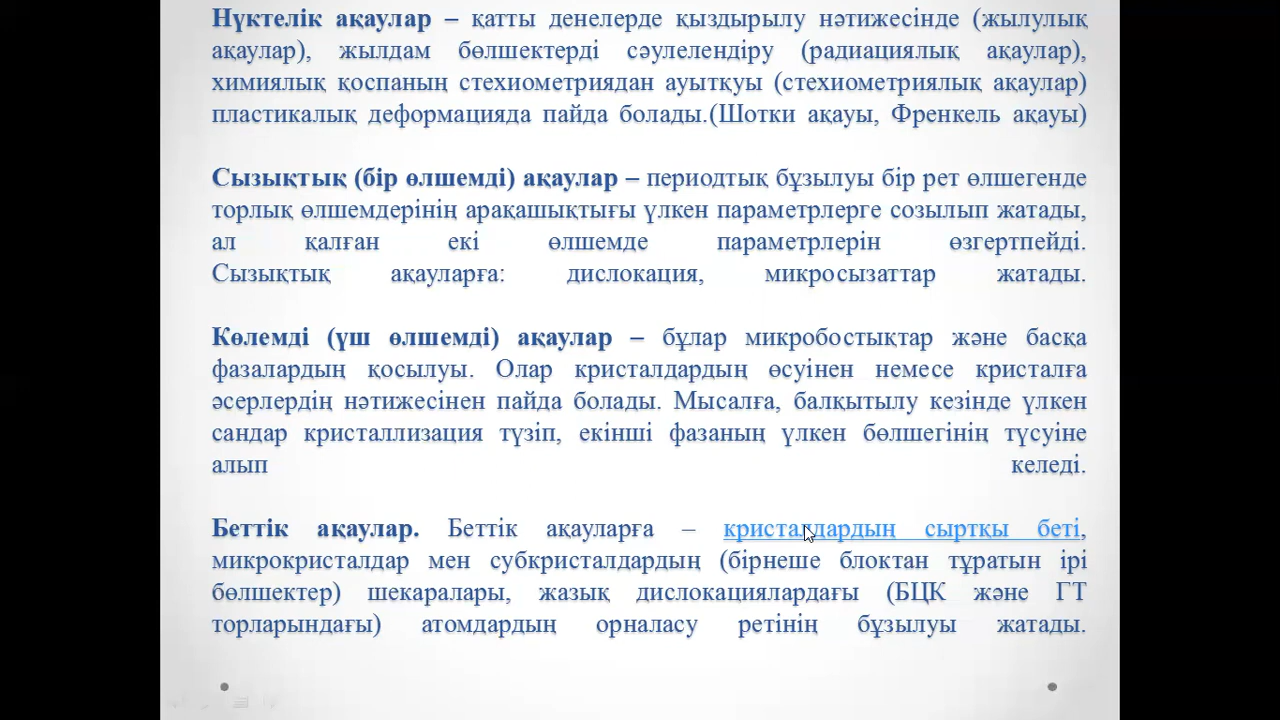 Нүктелік ақаулар – қатты денелерде қыздырылу нәтижесінде (жылулық
ақаулар), жылдам бөлшектерді сәулелендіру (радиациялық ақаулар),
химиялық қоспаның стехиометриядан ауытқуы (стехиометриялық ақаулар)
пластикалық деформацияда пайда болады.(Шотки ақауы, Френкель ақауы)
Сызықтық (бір өлшемді) ақаулар – периодтық бұзылуы бір рет өлшегенде
торлық өлшемдерінің арақашықтығы үлкен параметрлерге созылып жатады,
ал қалған екі өлшемде параметрлерін өзгертпейді.
Сызықтық ақауларға: дислокация, микросызаттар жатады.
Көлемді (үш өлшемді) ақаулар – бұлар микробостықтар және басқа
фазалардың қосылуы. Олар кристалдардың өсуінен немесе кристалға
әсерлердің нәтижесінен пайда болады. Мысалға, балқытылу кезінде үлкен
сандар кристаллизация түзіп, екінші фазаның үлкен бөлшегінің түсуіне
алып келеді.
Беттік ақаулар. Беттік ақауларға – кристалдардың сыртқы беті,
микрокристалдар мен субкристалдардың (бірнеше блоктан тұратын ірі
бөлшектер) шекаралары, жазық дислокациялардағы (БЦК және ГТ
торларындағы) атомдардың орналасу ретінің бұзылуы жатады.